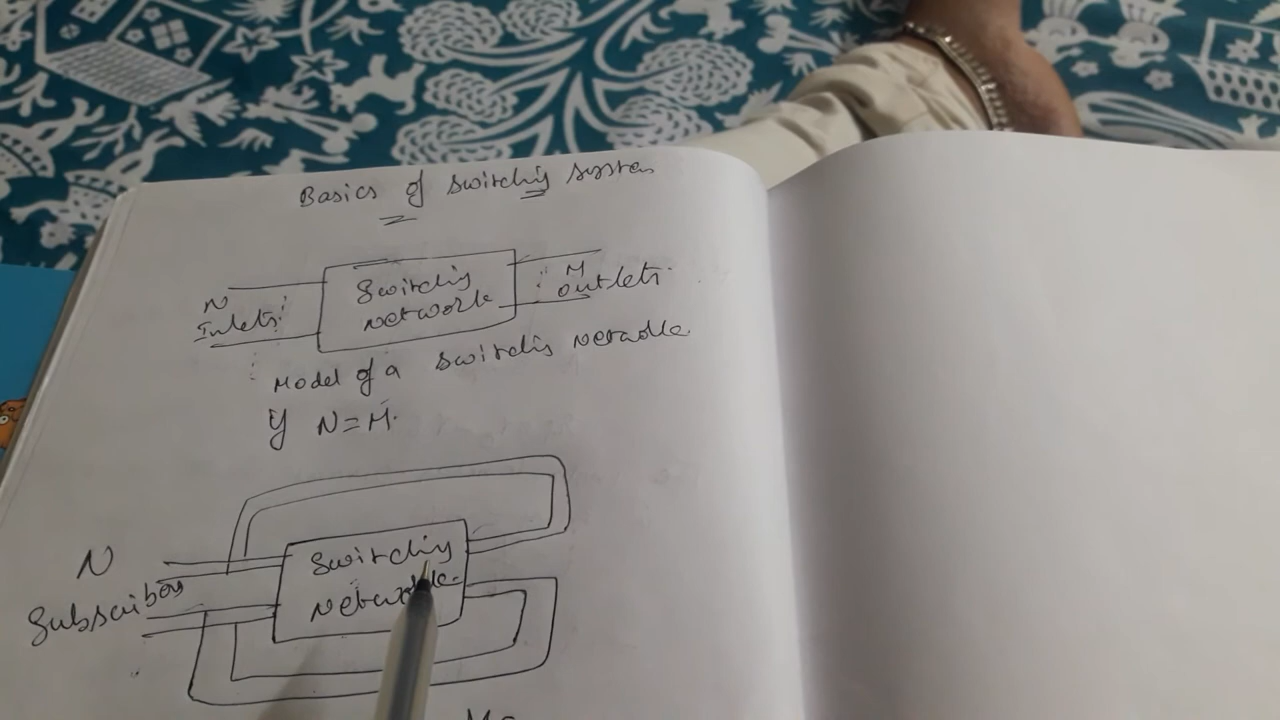 Basics of switching system
N
Inlets
Switching
network
M
outlets.
Model of a switching network.
If N=M.
N
Subscribers
Switching
network.